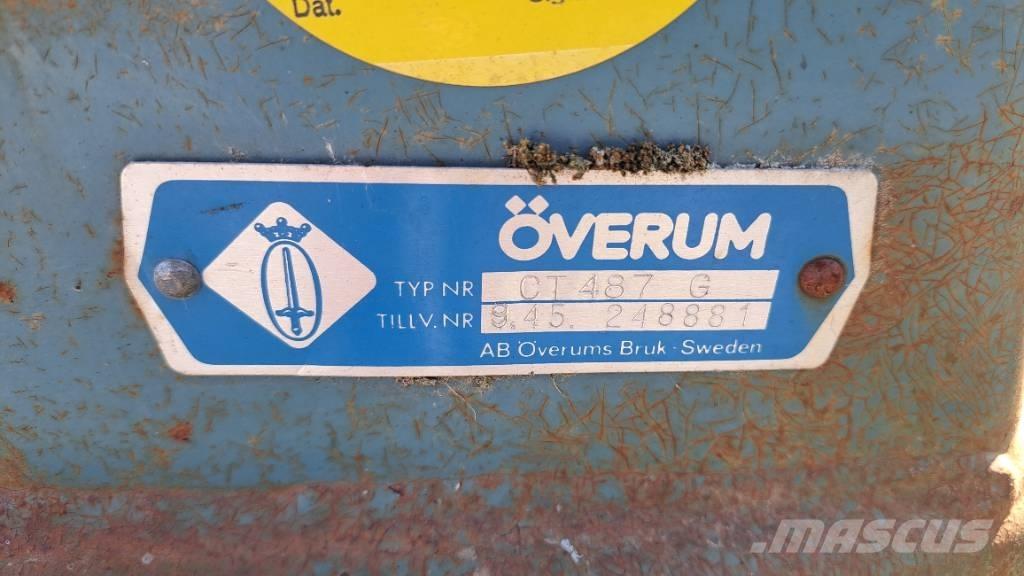 Dat.
ÖVERUM
TYP NR CT 487 G
TILLV. NR 9.45. 248881
AB Överums Bruk · Sweden
MASCUS